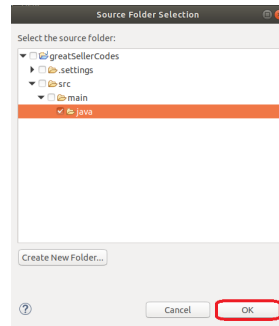 Source Folder Selection
Select the source folder:
greatSellerCodes
.settings
src
main
java
Create New Folder...
?
Cancel
OK